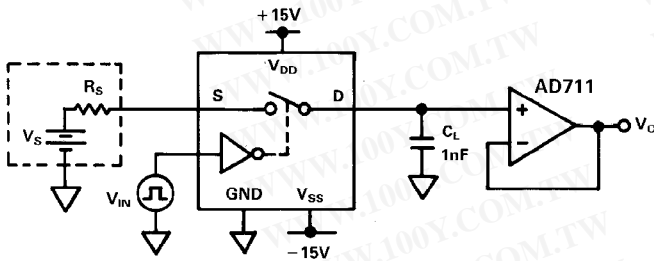 +15V
VDD
RS
S
D
AD711
VS
+
−
VO
CL
1nF
VIN
GND
VSS
−15V
WWW.100Y.COM.TW